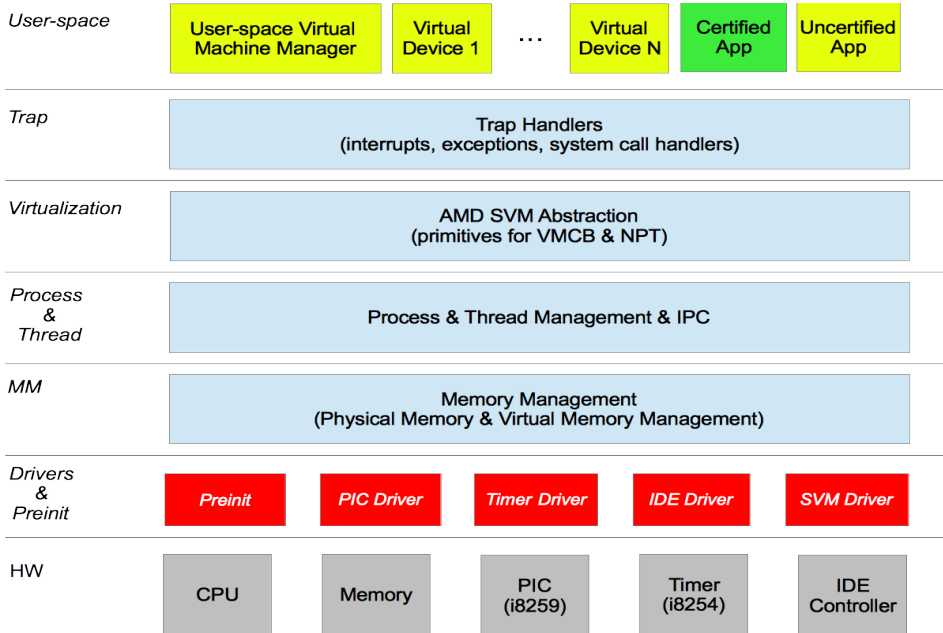 User-space
User-space Virtual
Machine Manager
Virtual
Device 1
...
Virtual
Device N
Certified
App
Uncertified
App
Trap
Trap Handlers
(interrupts, exceptions, system call handlers)
Virtualization
AMD SVM Abstraction
(primitives for VMCB & NPT)
Process
&
Thread
Process & Thread Management & IPC
MM
Memory Management
(Physical Memory & Virtual Memory Management)
Drivers
&
Preinit
Preinit
PIC Driver
Timer Driver
IDE Driver
SVM Driver
HW
CPU
Memory
PIC
(i8259)
Timer
(i8254)
IDE
Controller